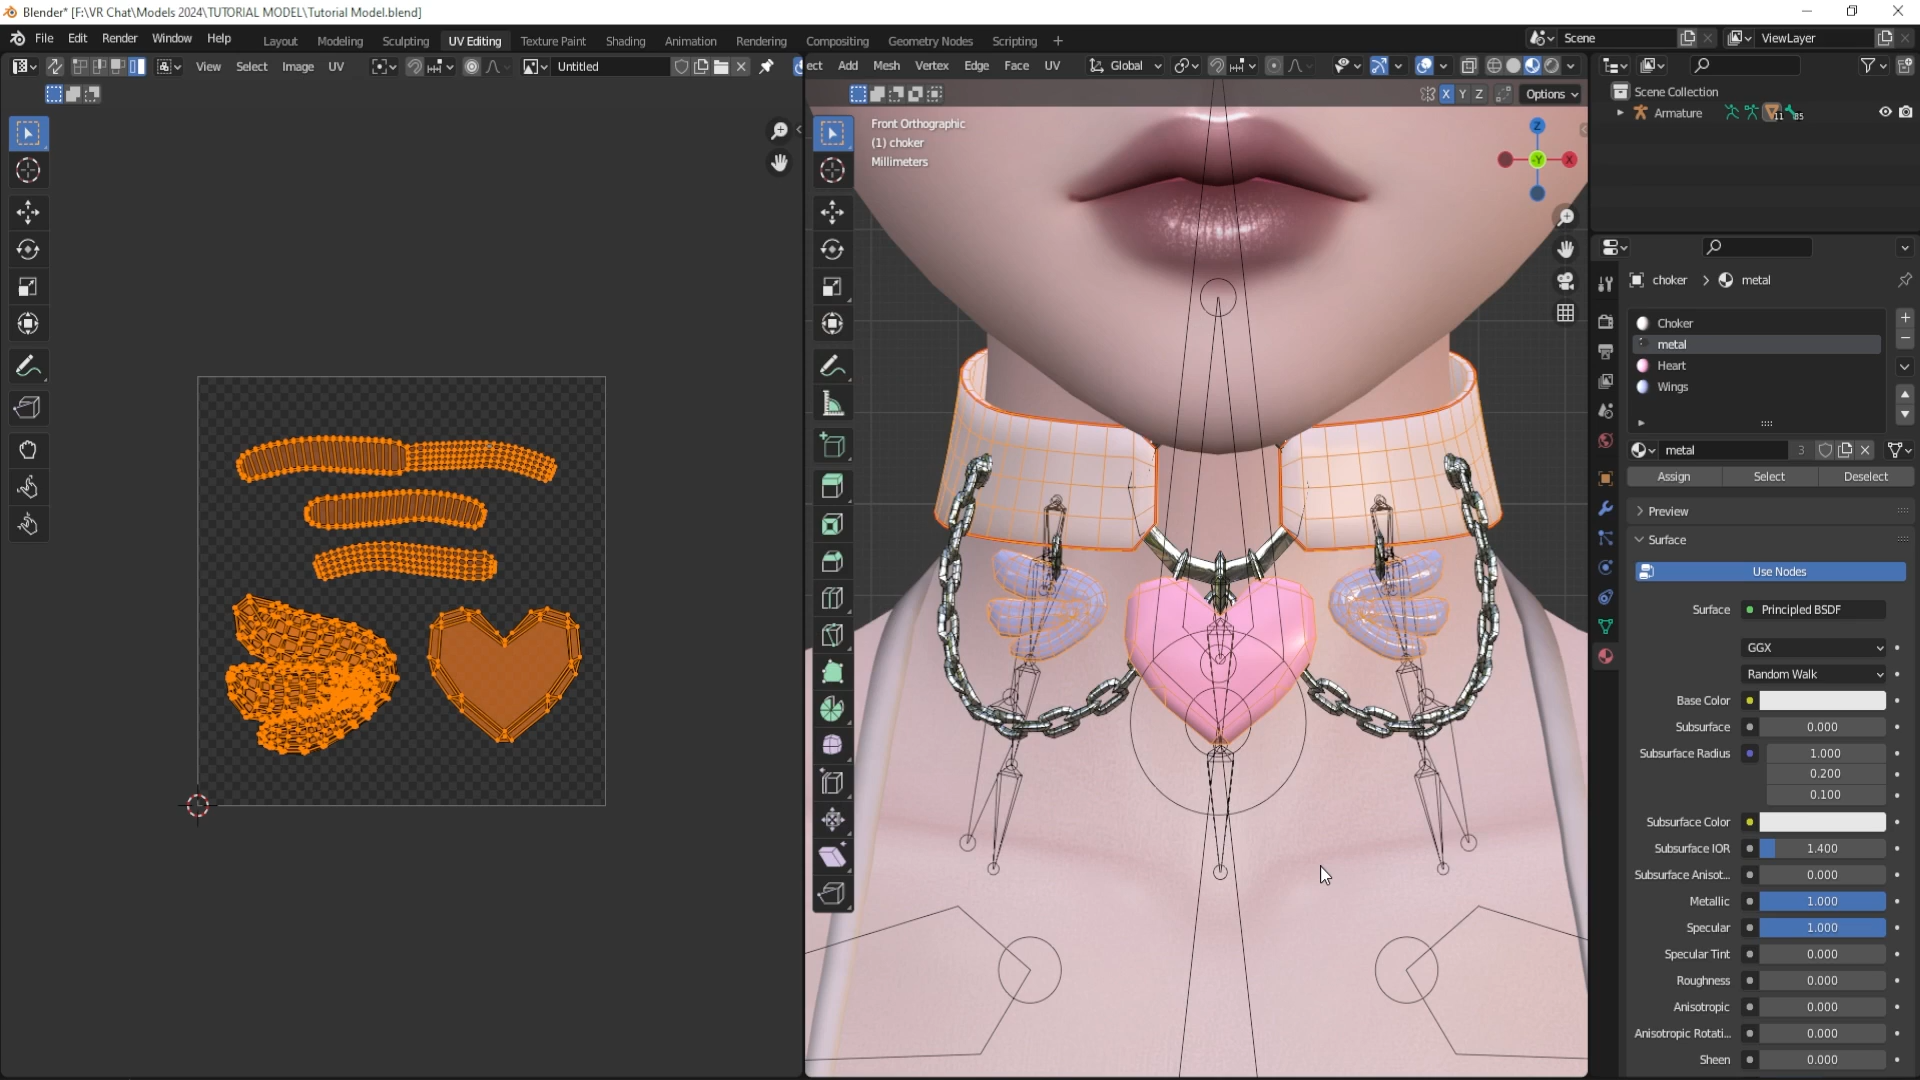 Blender* [F:\VR Chat\Models 2024\TUTORIAL MODEL\Tutorial Model.blend]
File Edit Render Window Help
Layout Modeling Sculpting UV Editing Texture Paint Shading Animation Rendering Compositing Geometry Nodes Scripting +
Scene
ViewLayer
View Select Image UV
Untitled
ect Add Mesh Vertex Edge Face UV
Global
X Y Z
Options
Front Orthographic
(1) choker
Millimeters
Z
-Y
X
Scene Collection
Armature
11
85
choker > metal
Choker
metal
Heart
Wings
metal 3
Assign Select Deselect
Preview
Surface
Use Nodes
Surface Principled BSDF
GGX
Random Walk
Base Color
Subsurface 0.000
Subsurface Radius 1.000
0.200
0.100
Subsurface Color
Subsurface IOR 1.400
Subsurface Anisot... 0.000
Metallic 1.000
Specular 1.000
Specular Tint 0.000
Roughness 0.000
Anisotropic 0.000
Anisotropic Rotati... 0.000
Sheen 0.000